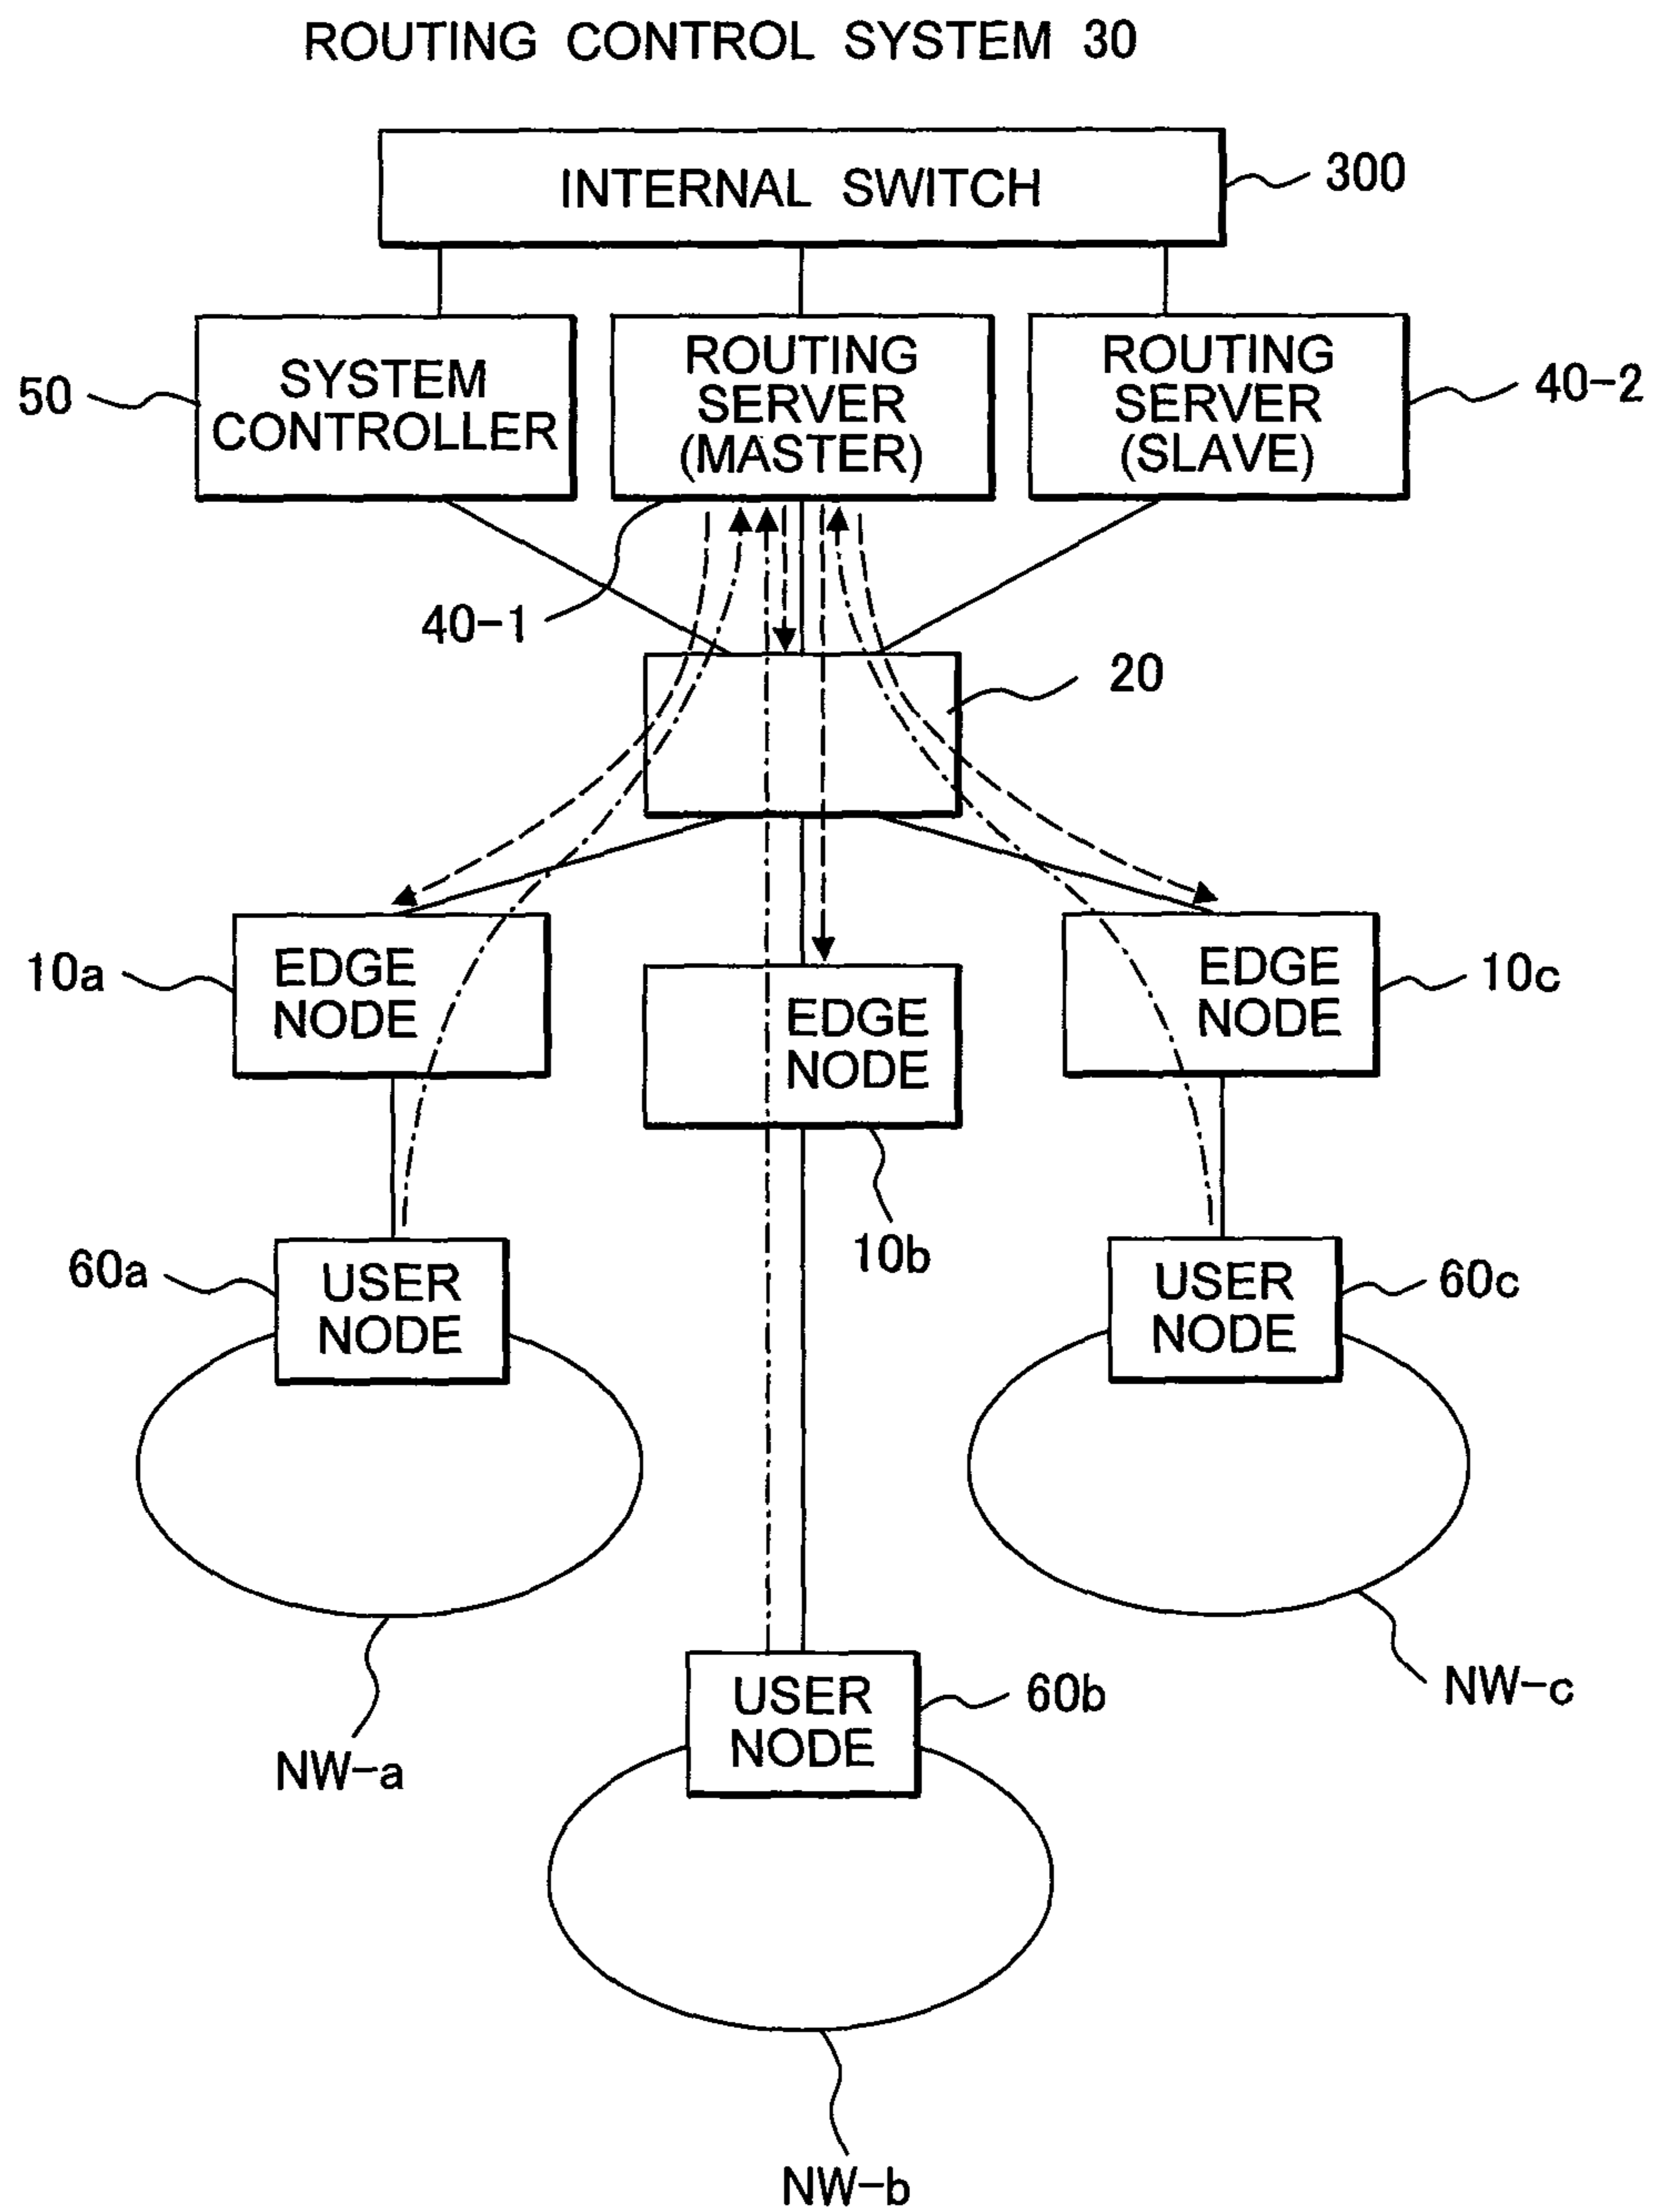 ROUTING CONTROL SYSTEM 30
INTERNAL SWITCH
300
50
SYSTEM
CONTROLLER
ROUTING
SERVER
(MASTER)
ROUTING
SERVER
(SLAVE)
40-2
40-1
20
10a
EDGE
NODE
EDGE
NODE
10b
EDGE
NODE
10c
60a
USER
NODE
USER
NODE
60c
NW-a
USER
NODE
60b
NW-c
NW-b